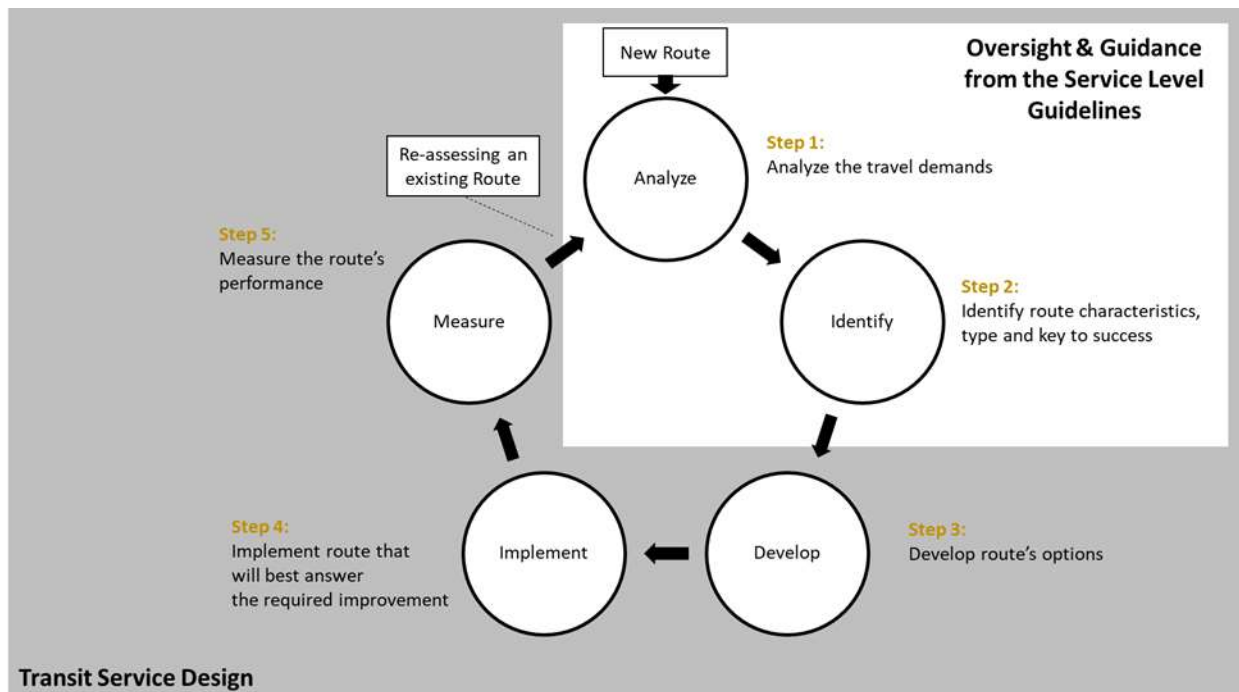 New Route
Oversight & Guidance
from the Service Level
Guidelines
Re-assessing an
existing Route
Analyze
Step 1:
Analyze the travel demands
Step 5:
Measure the route's
performance
Measure
Identify
Step 2:
Identify route characteristics,
type and key to success
Step 4:
Implement route that
will best answer
the required improvement
Implement
Develop
Step 3:
Develop route's options
Transit Service Design